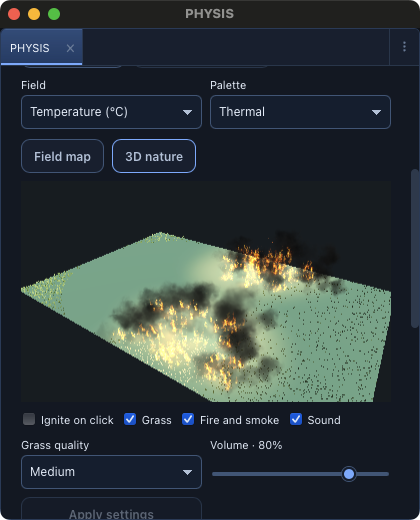 PHYSIS
PHYSIS
Field
Palette
Temperature (°C)
Thermal
Field map
3D nature
Ignite on click
Grass
Fire and smoke
Sound
Grass quality
Volume · 80%
Medium
Apply settings